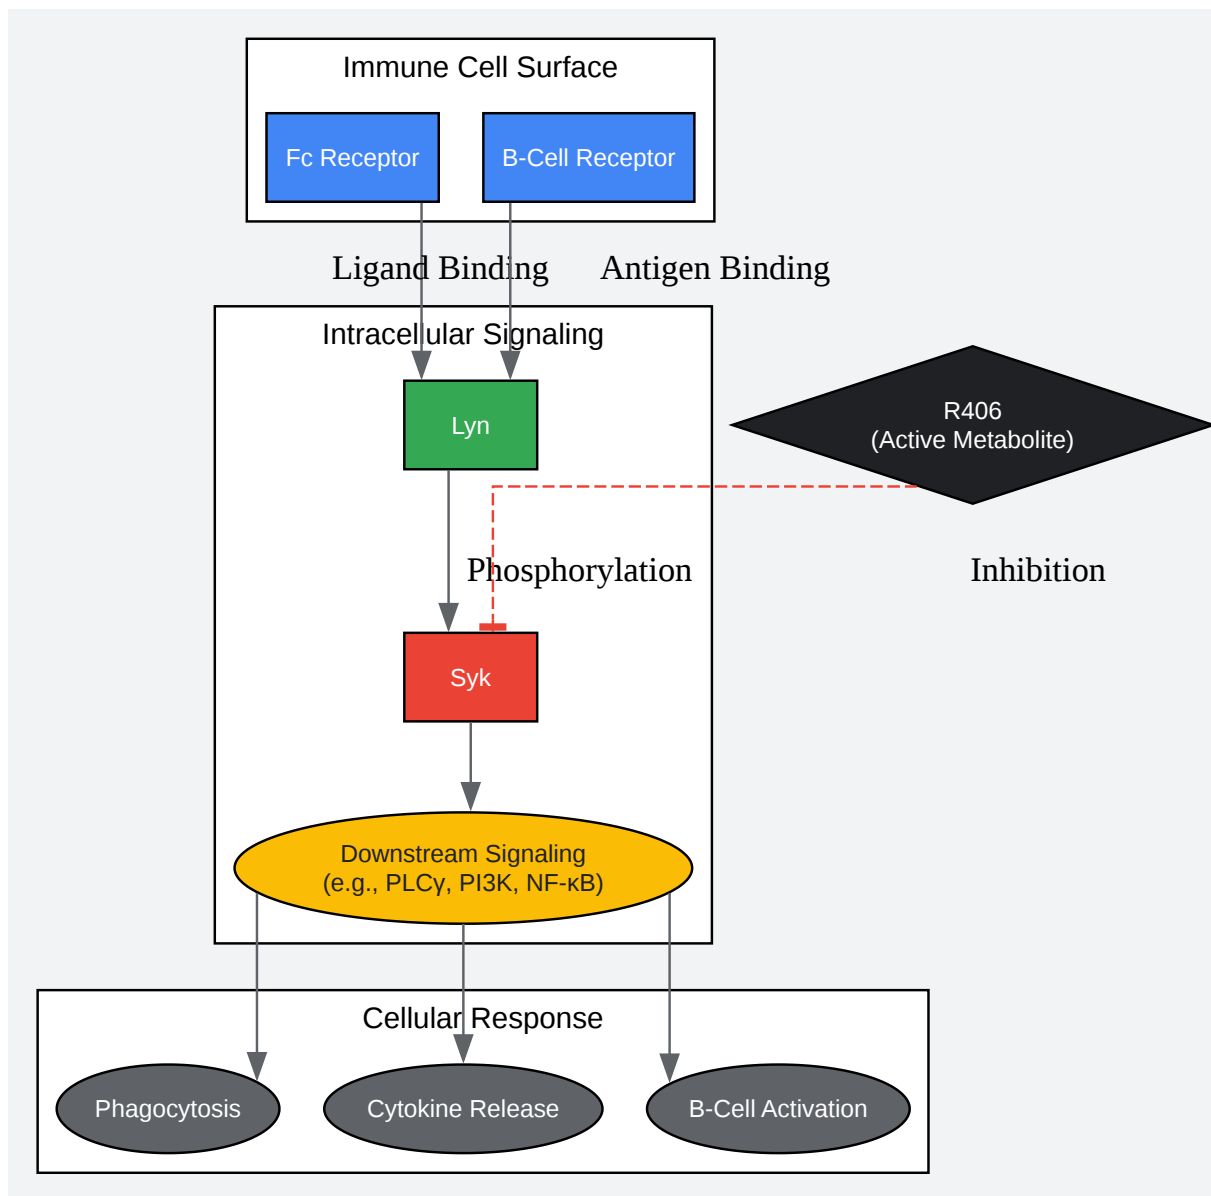 Immune Cell Surface
Fc Receptor
B-Cell Receptor
Ligand Binding
Antigen Binding
Intracellular Signaling
Lyn
R406
(Active Metabolite)
Phosphorylation
Inhibition
Syk
Downstream Signaling
(e.g., PLCγ, PI3K, NF-κB)
Cellular Response
Phagocytosis
Cytokine Release
B-Cell Activation